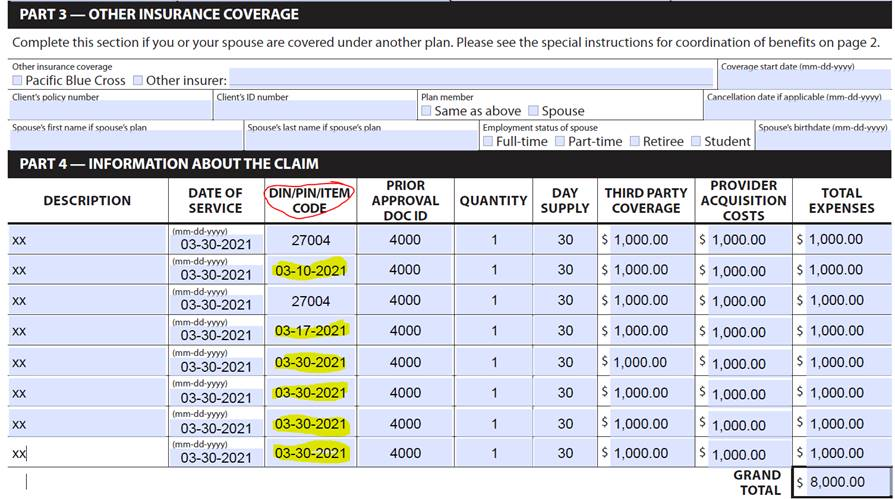 PART 3 — OTHER INSURANCE COVERAGE
Complete this section if you or your spouse are covered under another plan. Please see the special instructions for coordination of benefits on page 2.
Other insurance coverage
Pacific Blue Cross Other insurer:
Coverage start date (mm-dd-yyyy)
Client's policy number
Client's ID number
Plan member
Same as above Spouse
Cancellation date if applicable (mm-dd-yyyy)
Spouse's first name if spouse's plan
Spouse's last name if spouse's plan
Employment status of spouse
Full-time Part-time Retiree Student
Spouse's birthdate (mm-dd-yyyy)
PART 4 — INFORMATION ABOUT THE CLAIM
DESCRIPTION
DATE OF
SERVICE
DIN/PIN/ITEM
CODE
PRIOR
APPROVAL
DOC ID
QUANTITY
DAY
SUPPLY
THIRD PARTY
COVERAGE
PROVIDER
ACQUISITION
COSTS
TOTAL
EXPENSES
(mm-dd-yyyy)
xx 03-30-2021 27004 4000 1 30 $ 1,000.00 $ 1,000.00 $ 1,000.00
(mm-dd-yyyy)
xx 03-30-2021 03-10-2021 4000 1 30 $ 1,000.00 $ 1,000.00 $ 1,000.00
(mm-dd-yyyy)
xx 03-30-2021 27004 4000 1 30 $ 1,000.00 $ 1,000.00 $ 1,000.00
(mm-dd-yyyy)
xx 03-30-2021 03-17-2021 4000 1 30 $ 1,000.00 $ 1,000.00 $ 1,000.00
(mm-dd-yyyy)
xx 03-30-2021 03-30-2021 4000 1 30 $ 1,000.00 $ 1,000.00 $ 1,000.00
(mm-dd-yyyy)
xx 03-30-2021 03-30-2021 4000 1 30 $ 1,000.00 $ 1,000.00 $ 1,000.00
(mm-dd-yyyy)
xx 03-30-2021 03-30-2021 4000 1 30 $ 1,000.00 $ 1,000.00 $ 1,000.00
(mm-dd-yyyy)
xx 03-30-2021 03-30-2021 4000 1 30 $ 1,000.00 $ 1,000.00 $ 1,000.00
GRAND
TOTAL
$ 8,000.00